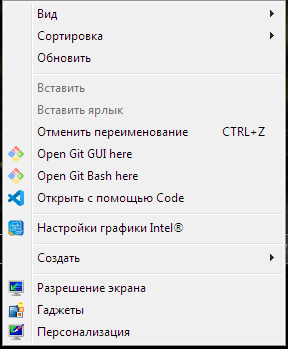 Вид
Сортировка
Обновить
Вставить
Вставить ярлык
Отменить переименование CTRL+Z
Open Git GUI here
Open Git Bash here
Открыть с помощью Code
Настройки графики Intel®
Создать
Разрешение экрана
Гаджеты
Персонализация